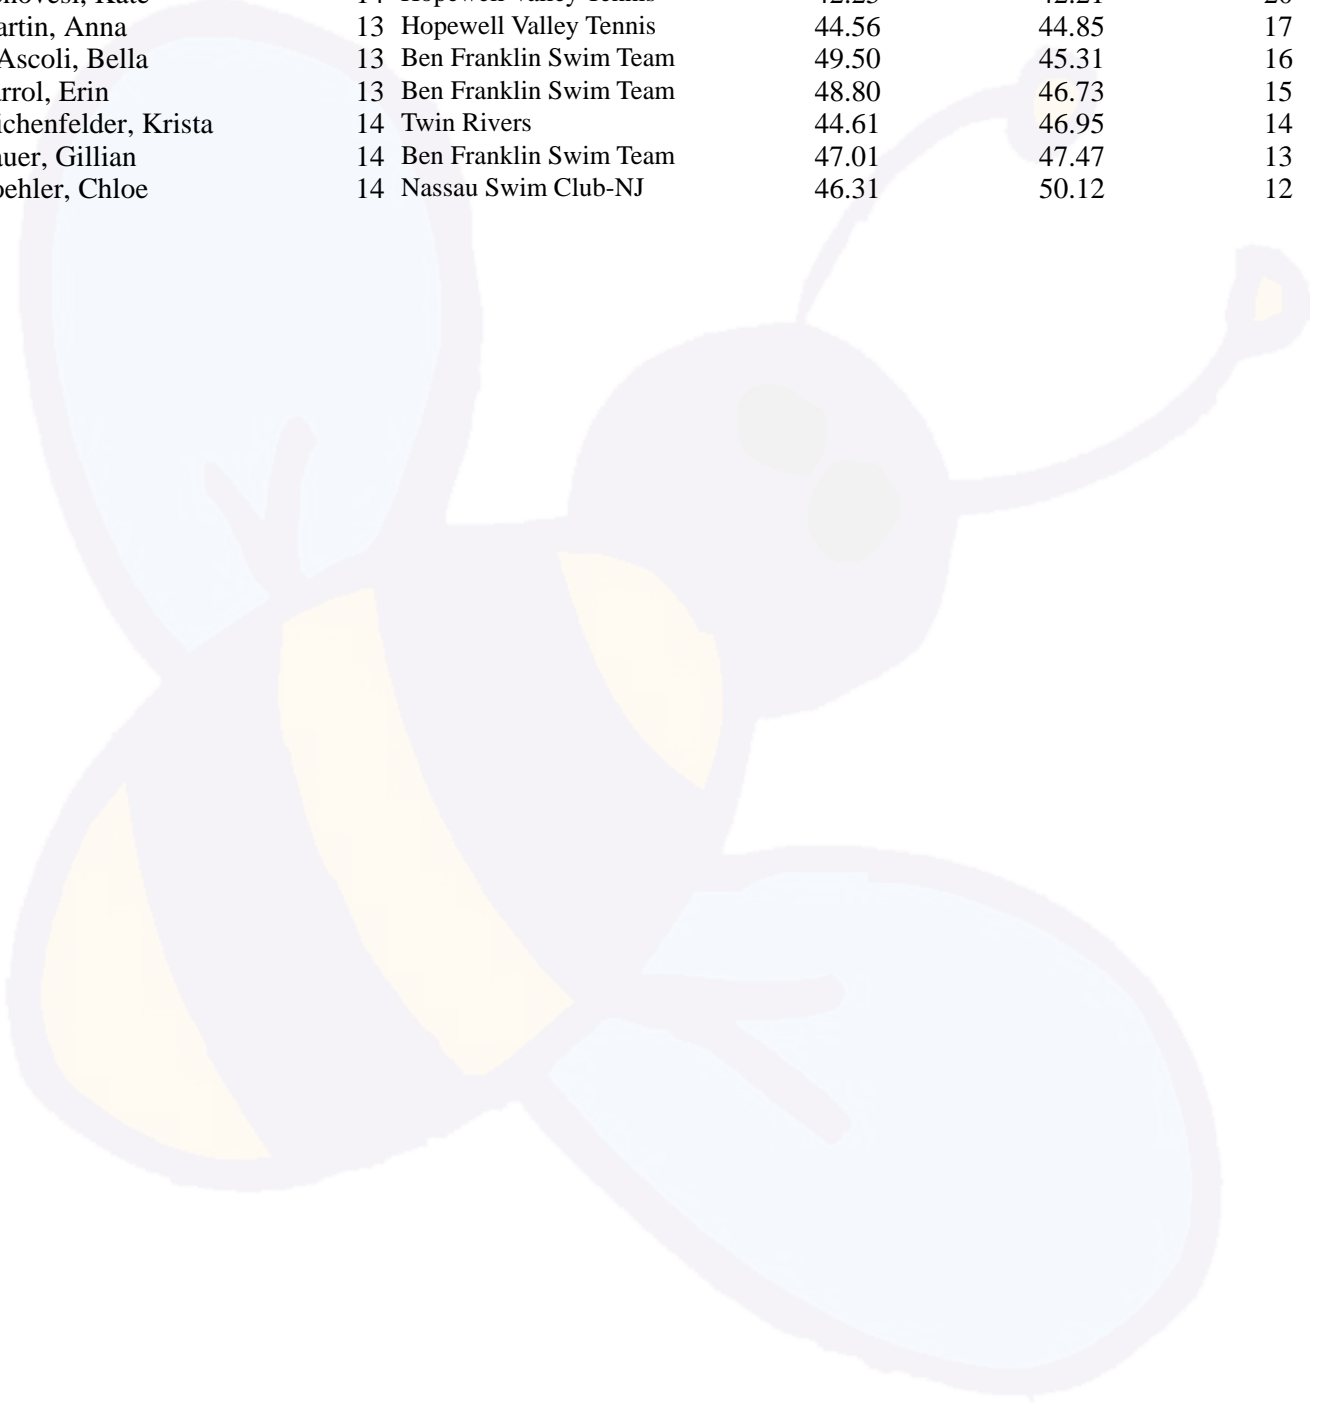 artin, Anna 13 Hopewell Valley Tennis 44.56 44.85 17
Ascoli, Bella 13 Ben Franklin Swim Team 49.50 45.31 16
rrol, Erin 13 Ben Franklin Swim Team 48.80 46.73 15
ichenfelder, Krista 14 Twin Rivers 44.61 46.95 14
auer, Gillian 14 Ben Franklin Swim Team 47.01 47.47 13
oehler, Chloe 14 Nassau Swim Club-NJ 46.31 50.12 12